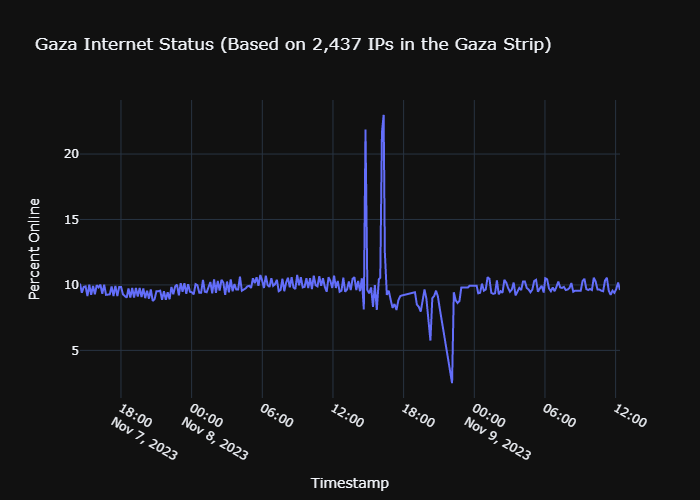 Gaza Internet Status (Based on 2,437 IPs in the Gaza Strip)
Percent Online
20
15
10
5
18:00
Nov 7, 2023
00:00
Nov 8, 2023
06:00
12:00
18:00
00:00
Nov 9, 2023
06:00
12:00
Timestamp